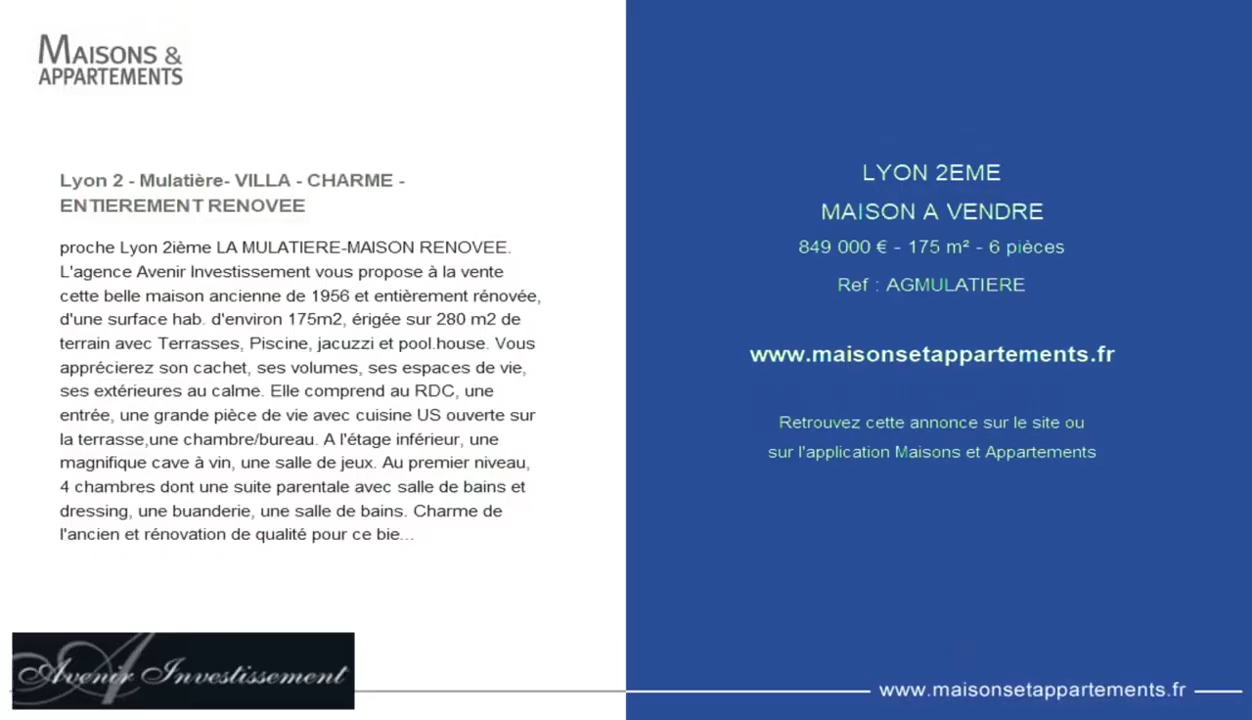 MAISONS &
APPARTEMENTS
Lyon 2 - Mulatière- VILLA - CHARME -
ENTIEREMENT RENOVEE
proche Lyon 2ième LA MULATIERE-MAISON RENOVEE.
L'agence Avenir Investissement vous propose à la vente
cette belle maison ancienne de 1956 et entièrement rénovée,
d'une surface hab. d'environ 175m2, érigée sur 280 m2 de
terrain avec Terrasses, Piscine, jacuzzi et pool.house. Vous
apprécierez son cachet, ses volumes, ses espaces de vie,
ses extérieures au calme. Elle comprend au RDC, une
entrée, une grande pièce de vie avec cuisine US ouverte sur
la terrasse,une chambre/bureau. A l'étage inférieur, une
magnifique cave à vin, une salle de jeux. Au premier niveau,
4 chambres dont une suite parentale avec salle de bains et
dressing, une buanderie, une salle de bains. Charme de
l'ancien et rénovation de qualité pour ce bie...
Avenir Investissement
LYON 2EME
MAISON A VENDRE
849 000 € - 175 m² - 6 pièces
Ref : AGMULATIERE
www.maisonsetappartements.fr
Retrouvez cette annonce sur le site ou
sur l'application Maisons et Appartements
www.maisonsetappartements.fr